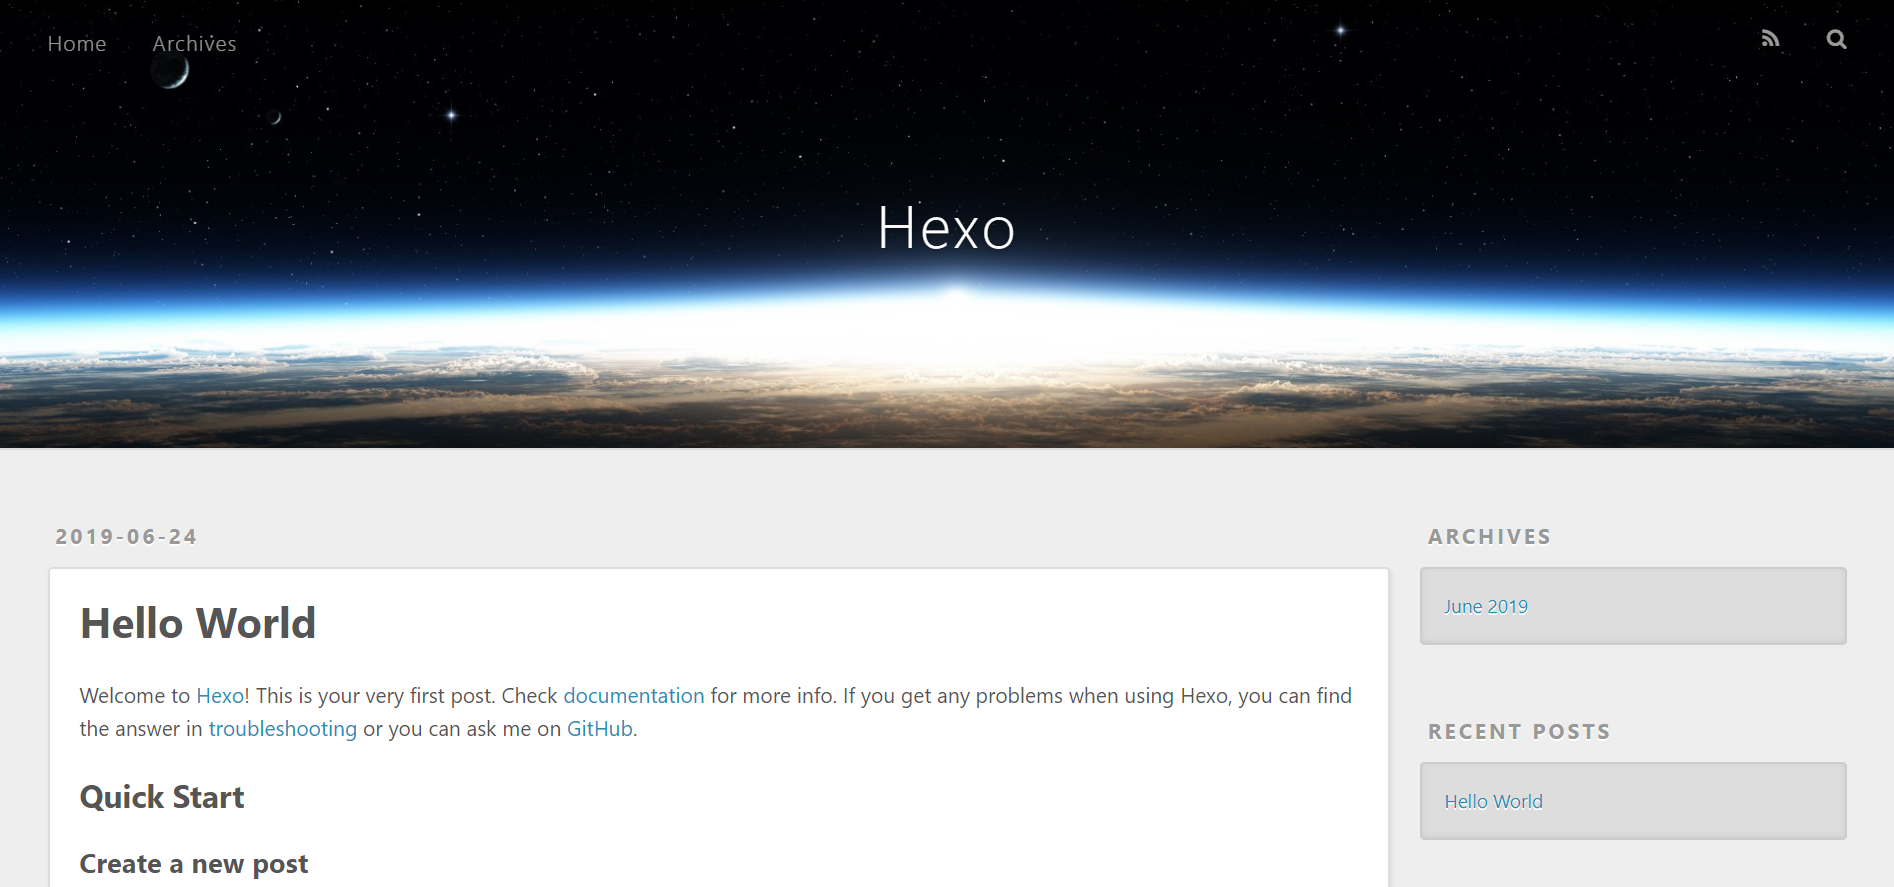 Home Archives
Hexo
2019-06-24
Hello World
Welcome to Hexo! This is your very first post. Check documentation for more info. If you get any problems when using Hexo, you can find
the answer in troubleshooting or you can ask me on GitHub.
Quick Start
Create a new post
ARCHIVES
June 2019
RECENT POSTS
Hello World